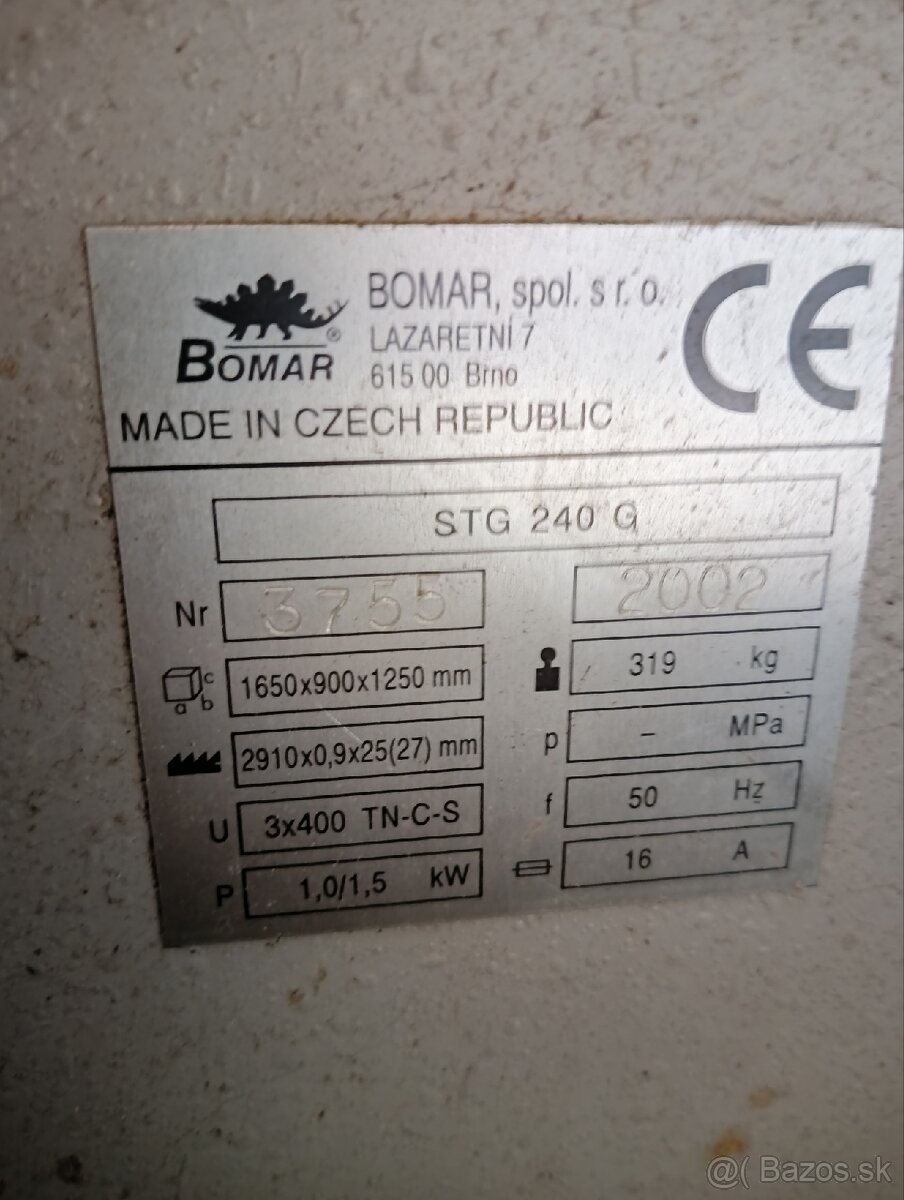 BOMAR, spol. s r. o.
LAZARETNÍ 7
615 00 Brno
BOMAR ®
MADE IN CZECH REPUBLIC
CE
STG 240 G
Nr 3755 2002
a b c 1650x900x1250 mm 319 kg
2910x0,9x25(27) mm p – MPa
U 3x400 TN-C-S f 50 Hz
P 1,0/1,5 kW 16 A
@( Bazos.sk